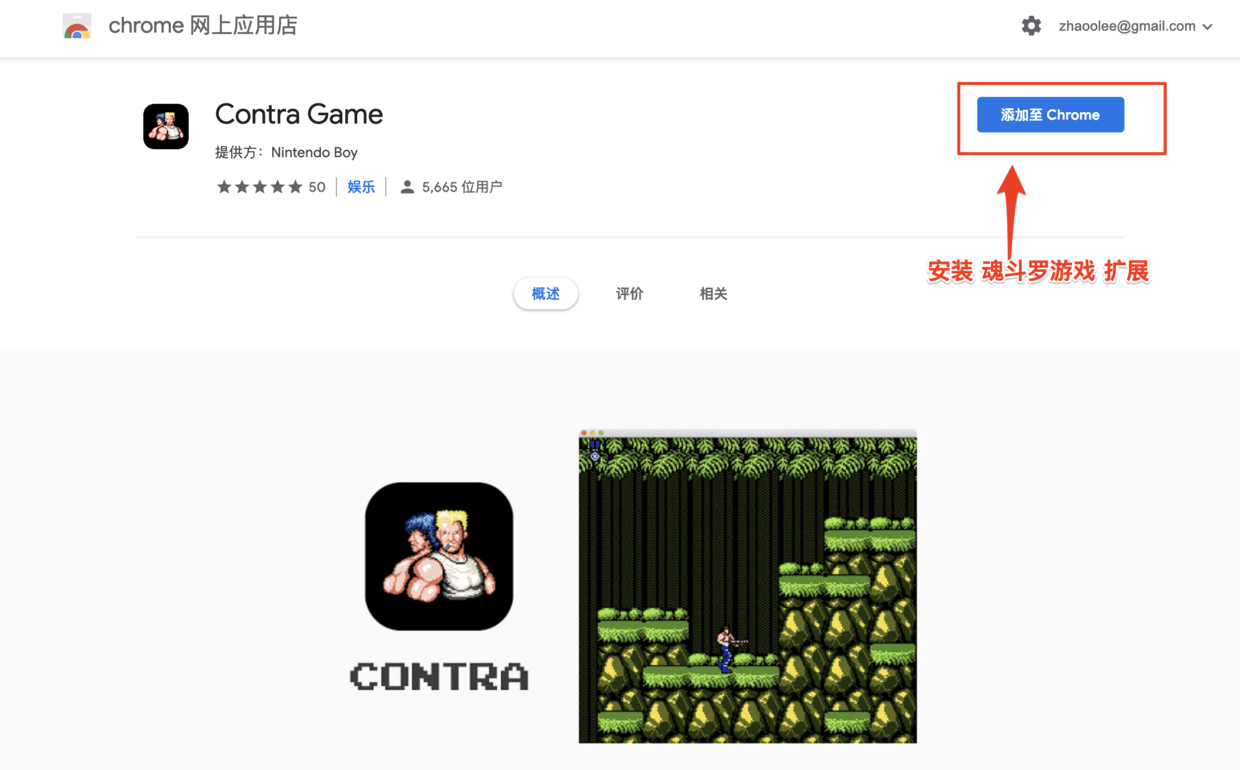 chrome 网上应用店
zhaoolee@gmail.com
Contra Game
添加至 Chrome
提供方：Nintendo Boy
50
娱乐
5,665 位用户
安装 魂斗罗游戏 扩展
概述
评价
相关
CONTRA